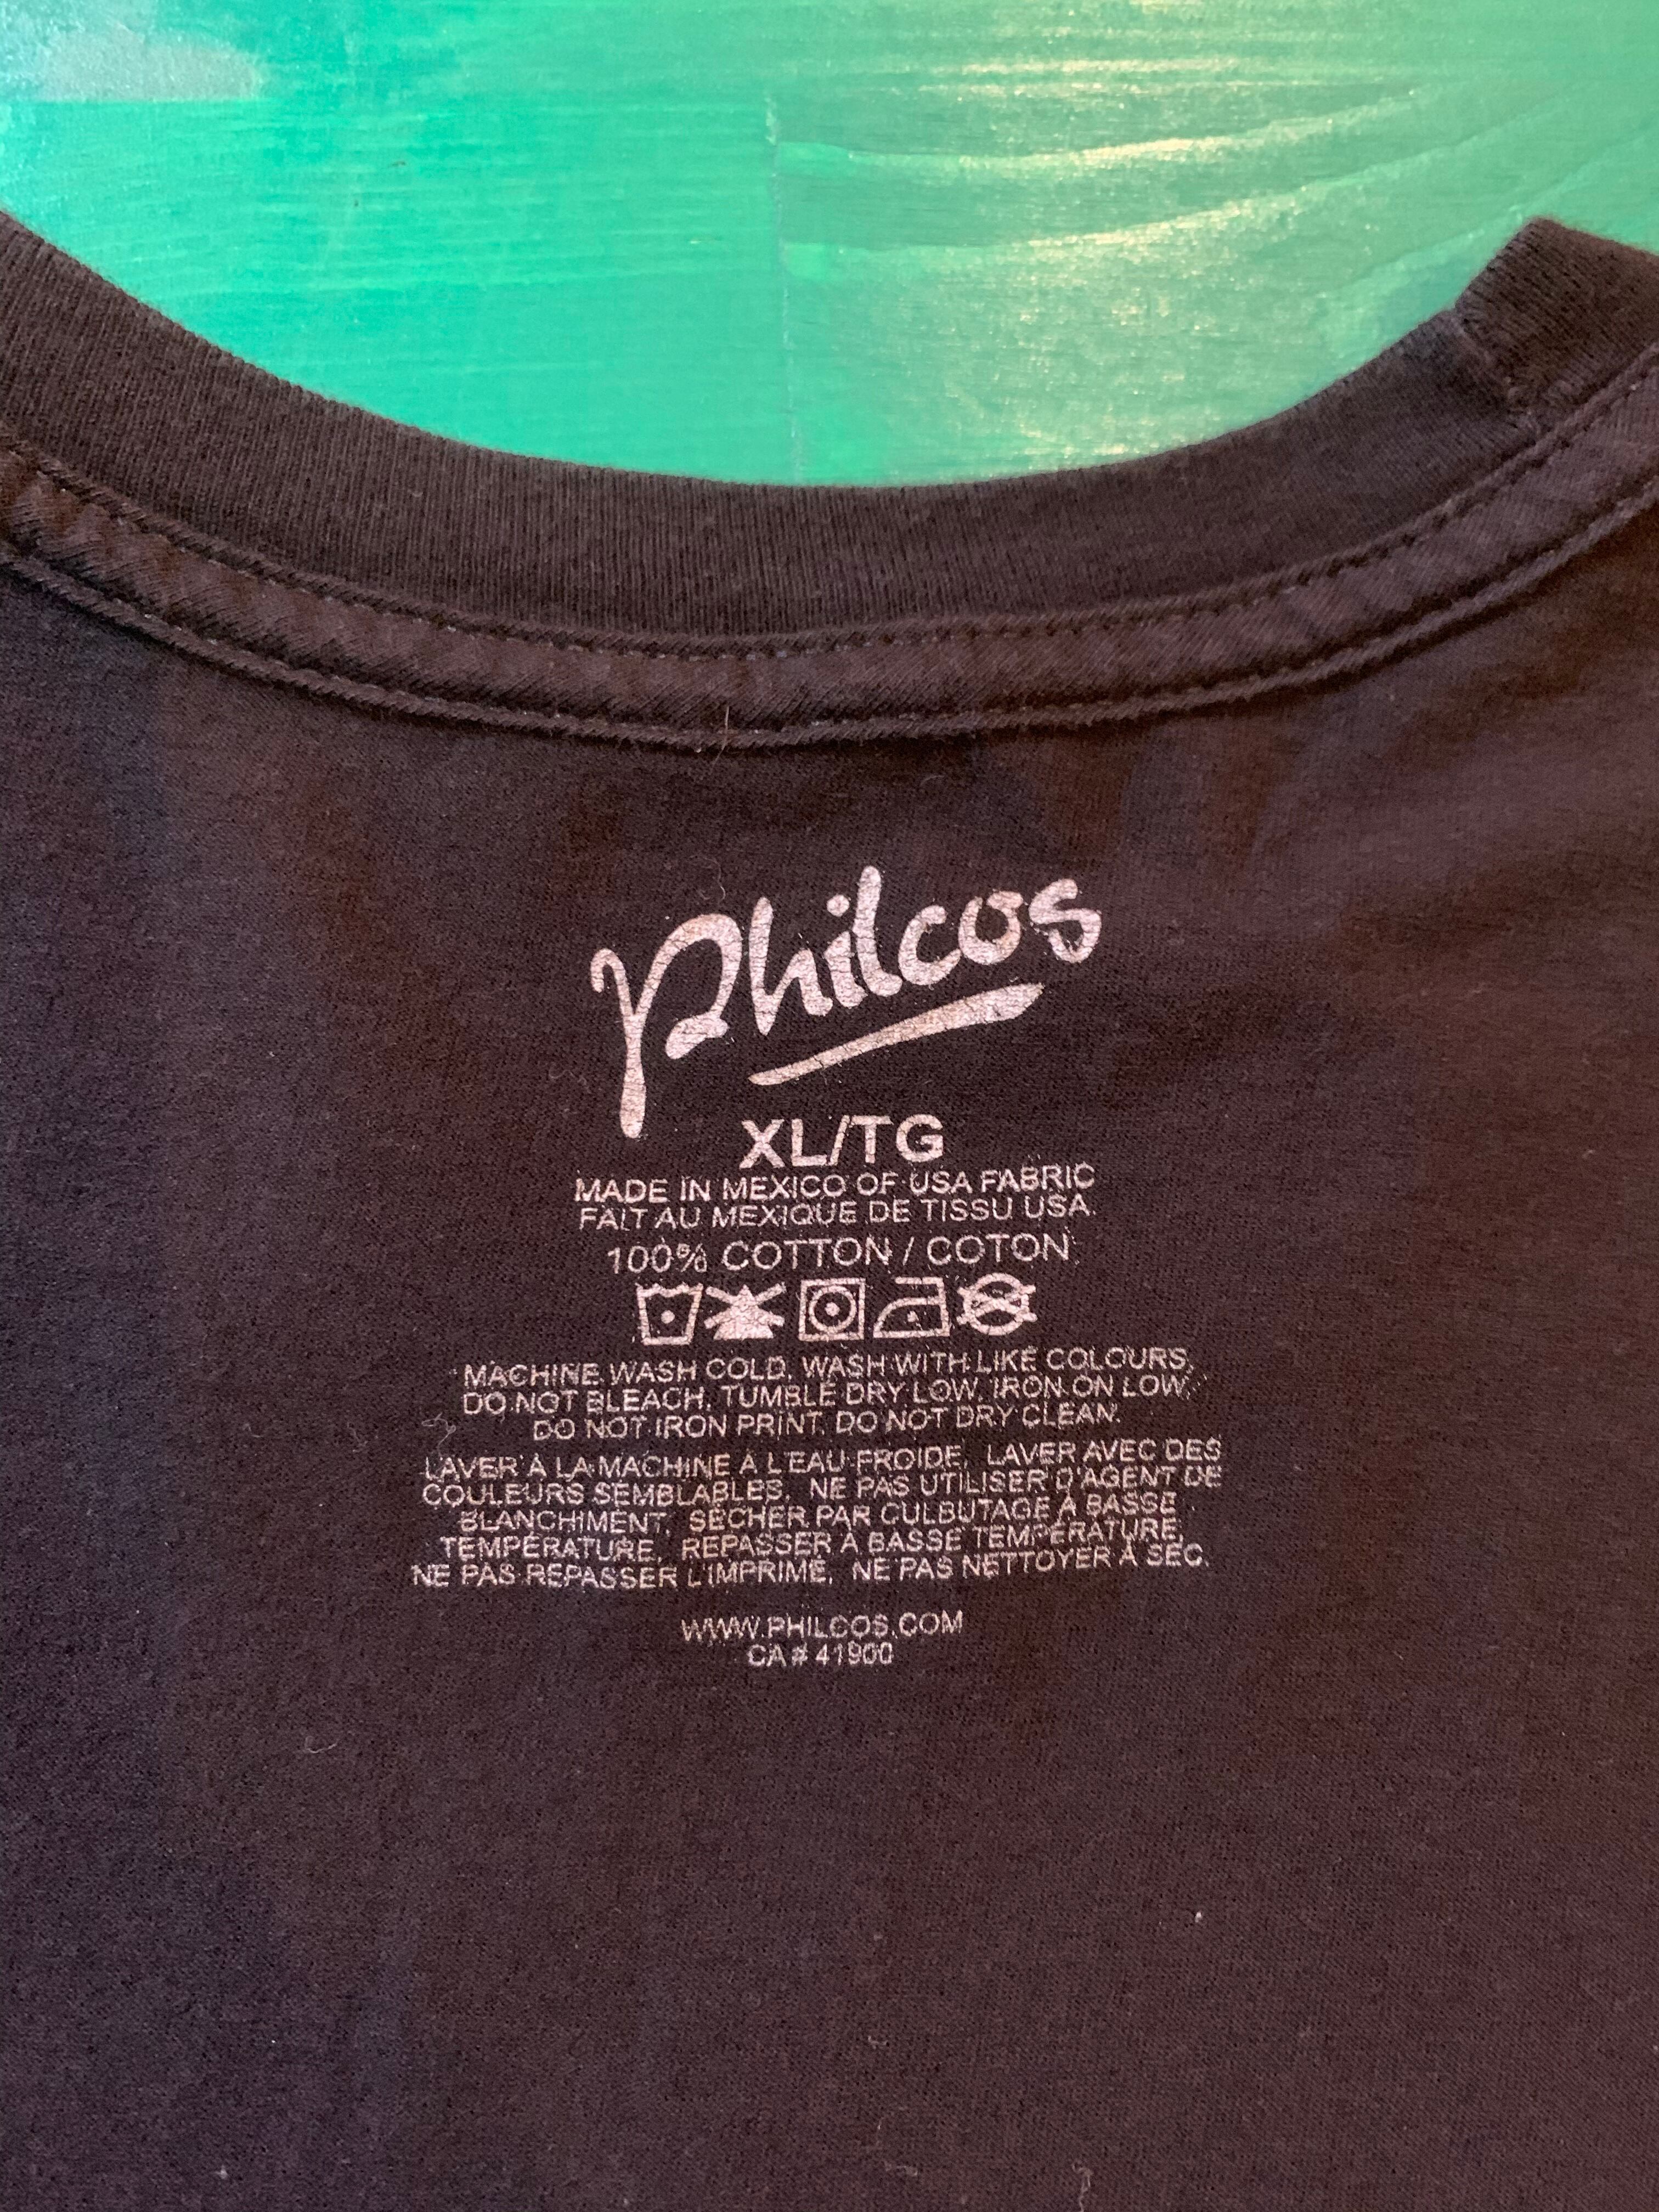 Philcos
XL/TG
MADE IN MEXICO OF USA FABRIC
FAIT AU MEXIQUE DE TISSU USA.
100% COTTON / COTON
MACHINE WASH COLD. WASH WITH LIKE COLOURS,
DO NOT BLEACH. TUMBLE DRY LOW. IRON ON LOW.
DO NOT IRON PRINT. DO NOT DRY CLEAN.
LAVER À LA MACHINE À L'EAU FROIDE, LAVER AVEC DES
COULEURS SEMBLABLES, NE PAS UTILISER D'AGENT DE
BLANCHIMENT, SÉCHER PAR CULBUTAGE À BASSE
TEMPÉRATURE, REPASSER À BASSE TEMPÉRATURE,
NE PAS REPASSER L'IMPRIMÉ, NE PAS NETTOYER À SEC.
WWW.PHILCOS.COM
CA # 41900